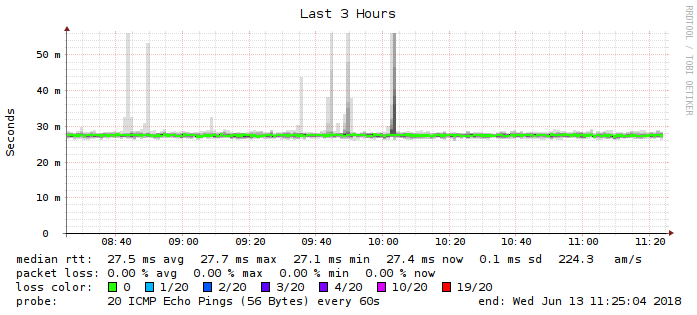 Last 3 Hours
RRDTOOL / TOBI OETIKER
Seconds
50 m
40 m
30 m
20 m
10 m
0
08:40 09:00 09:20 09:40 10:00 10:20 10:40 11:00 11:20
median rtt: 27.5 ms avg 27.7 ms max 27.1 ms min 27.4 ms now 0.1 ms sd 224.3 am/s
packet loss: 0.00 % avg 0.00 % max 0.00 % min 0.00 % now
loss color: 0 1/20 2/20 3/20 4/20 10/20 19/20
probe: 20 ICMP Echo Pings (56 Bytes) every 60s end: Wed Jun 13 11:25:04 2018